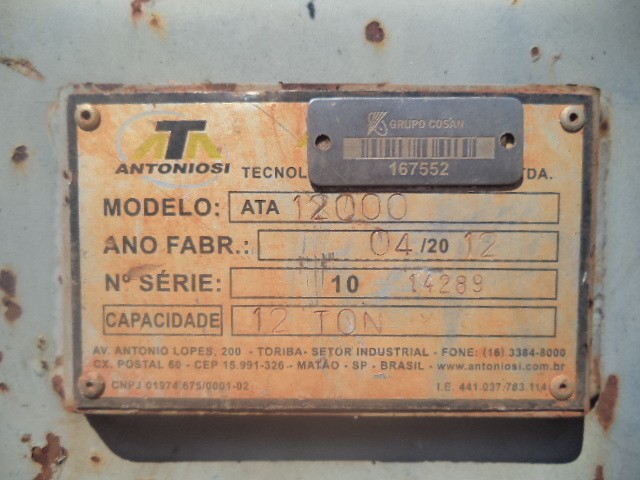 ATA
ANTONIOSI
GRUPO COSAN
167552
TECNOL TDA.
MODELO: ATA 12000
ANO FABR.: 04/2012
Nº SÉRIE: 10 14289
CAPACIDADE 12 TON
AV. ANTONIO LOPES, 200 - TORIBA- SETOR INDUSTRIAL - FONE: (16) 3384-8000
CX. POSTAL 60 - CEP 15.991-326 - MATÃO - SP - BRASIL - www.antoniosi.com.br
CNPJ 01974 675/0001-02 I.E. 441.037.783.114